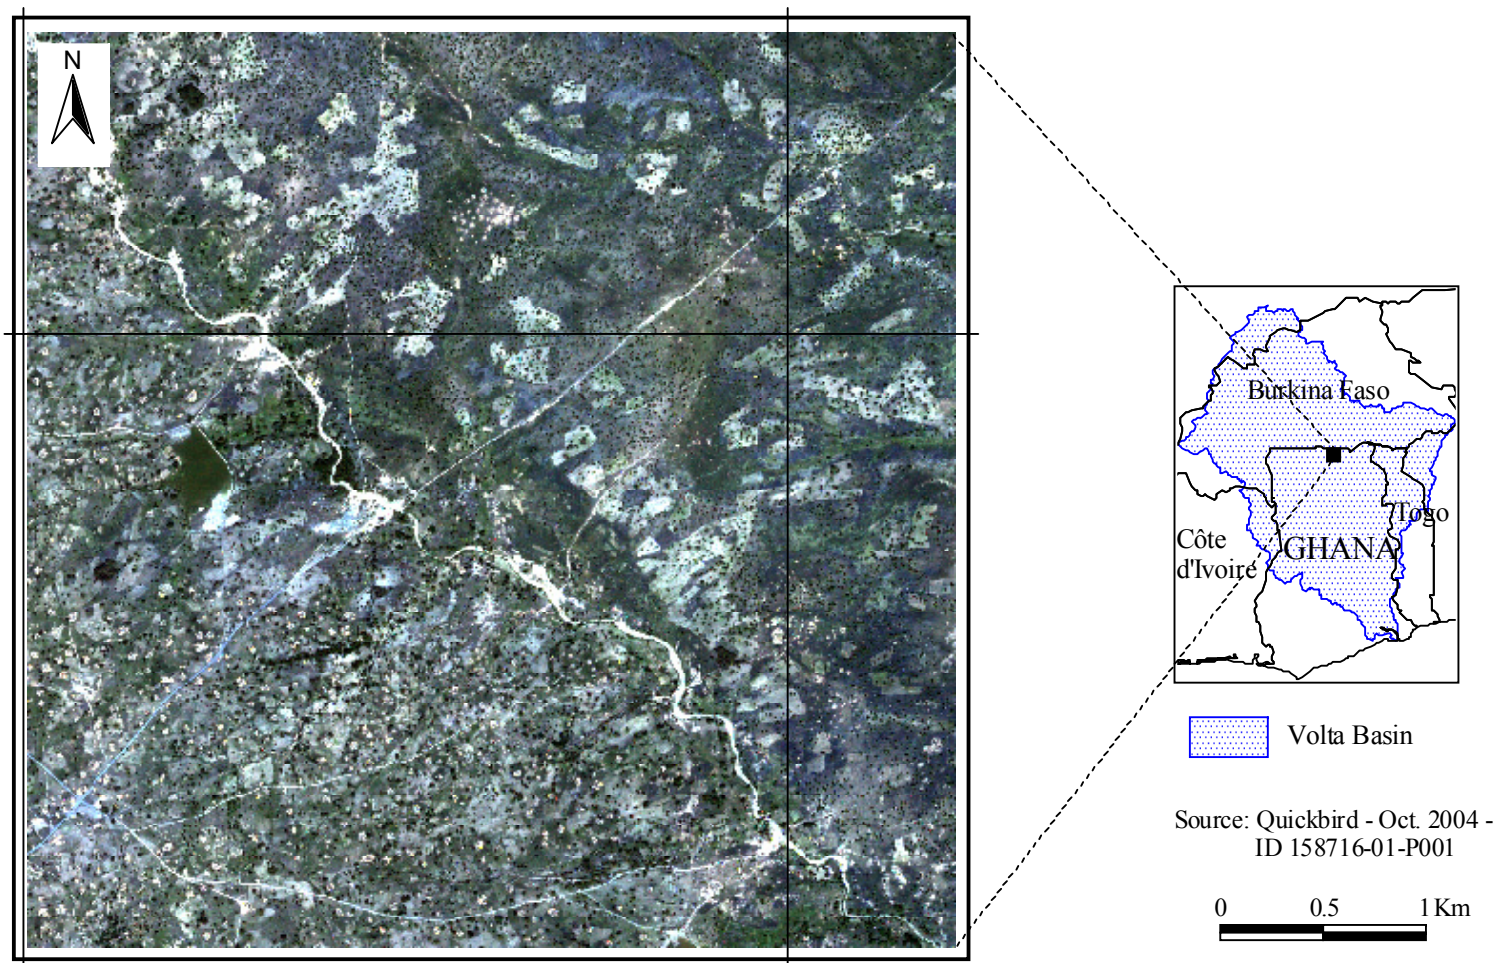 N
Burkina Faso
Togo
GHANA
Côte
d'Ivoire
Volta Basin
Source: Quickbird - Oct. 2004 -
ID 158716-01-P001
0 0.5 1 Km